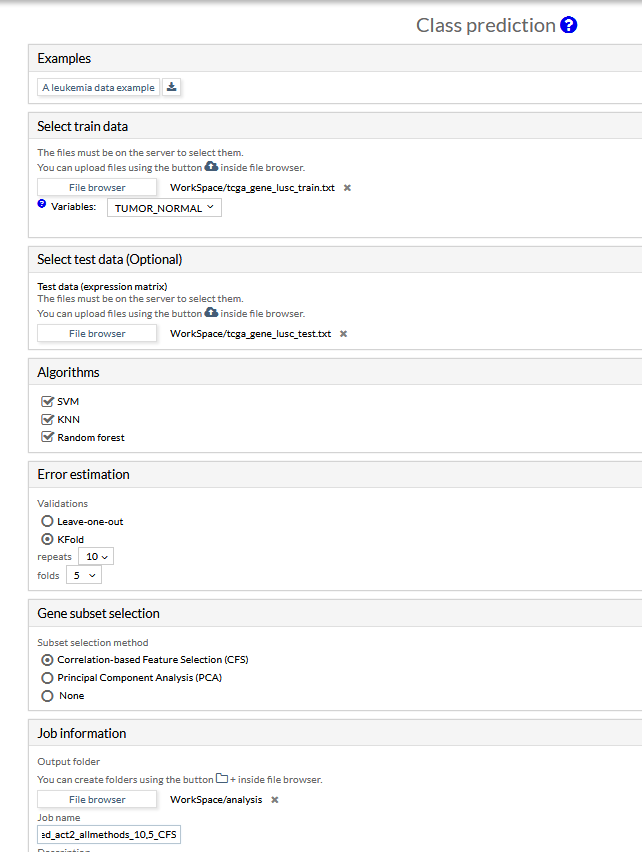 Class prediction ?
Examples
A leukemia data example
Select train data
The files must be on the server to select them.
You can upload files using the button inside file browser.
File browser WorkSpace/tcga_gene_lusc_train.txt ✖
? Variables: TUMOR_NORMAL
Select test data (Optional)
Test data (expression matrix)
The files must be on the server to select them.
You can upload files using the button inside file browser.
File browser WorkSpace/tcga_gene_lusc_test.txt ✖
Algorithms
SVM
KNN
Random forest
Error estimation
Validations
Leave-one-out
KFold
repeats 10
folds 5
Gene subset selection
Subset selection method
Correlation-based Feature Selection (CFS)
Principal Component Analysis (PCA)
None
Job information
Output folder
You can create folders using the button + inside file browser.
File browser WorkSpace/analysis ✖
Job name
ed_act2_allmethods_10,5_CFS